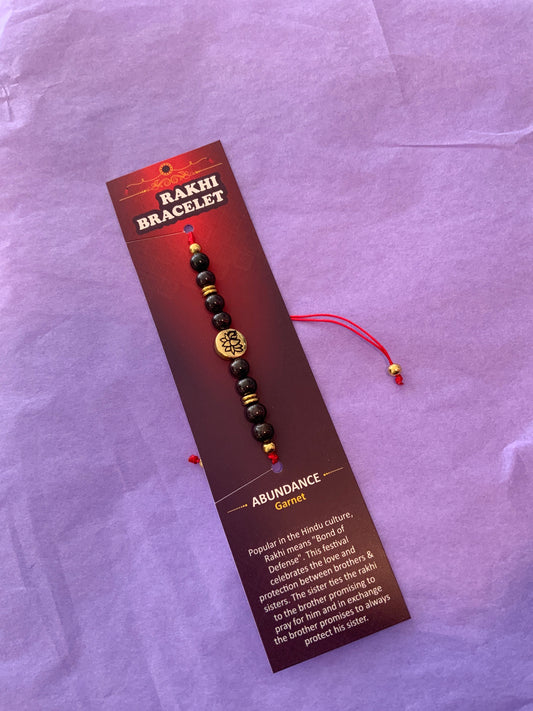 RAKHI
BRACELET
ABUNDANCE
Garnet
Popular in the Hindu culture,
Rakhi means "Bond of
Defense". This festival
celebrates the love and
protection between brothers &
sisters. The sister ties the rakhi
to the brother promising to
pray for him and in exchange
the brother promises to always
protect his sister.